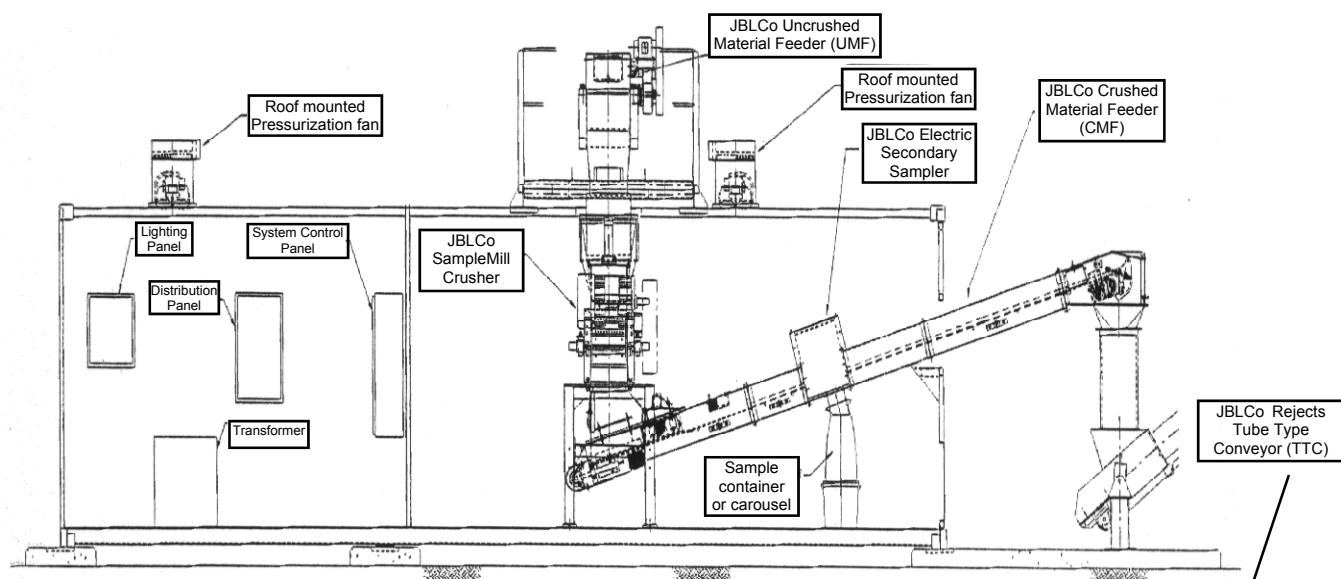 JBLCo Uncrushed
Material Feeder (UMF)
Roof mounted
Pressurization fan
Roof mounted
Pressurization fan
JBLCo Crushed
Material Feeder
(CMF)
JBLCo Electric
Secondary
Sampler
Lighting
Panel
System Control
Panel
JBLCo
SampleMill
Crusher
Distribution
Panel
Transformer
Sample
container
or carousel
JBLCo Rejects
Tube Type
Conveyor (TTC)